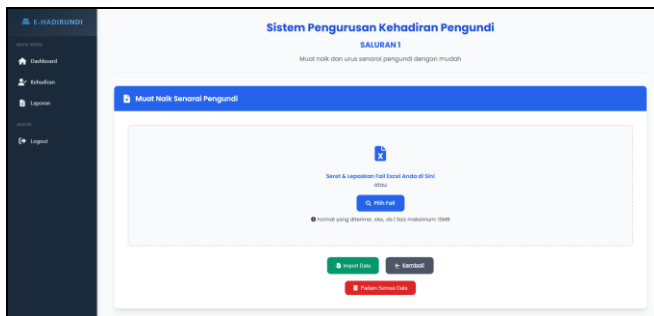 E-HADIRUNDI
MAIN MENU
Dashboard
Kehadiran
Laporan
Logout
Sistem Pengurusan Kehadiran Pengundi
SALURAN 1
Muat naik dan urus senarai pengundi dengan mudah
Muat Naik Senarai Pengundi
Seret & Lepaskan Fail Excel Anda di Sini
atau
Pilih Fail
Format yang diterima: .xlsx, .xls | Saiz maksimum: 10MB
Import Data
Kembali
Padam Semua Data